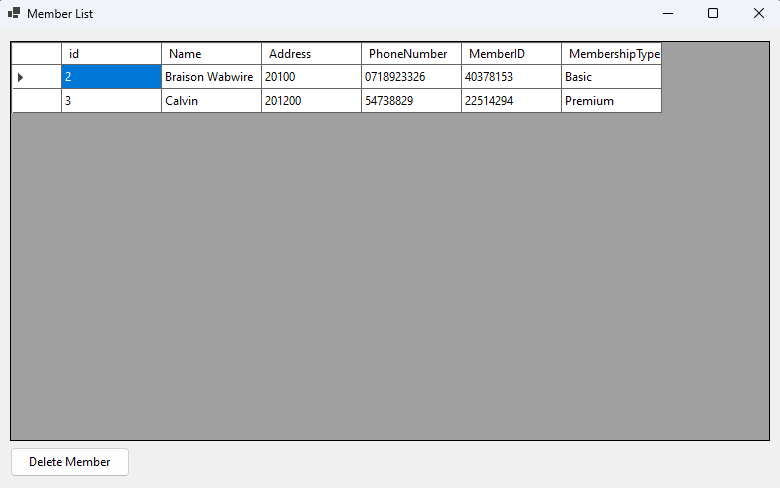 Member List
id Name Address PhoneNumber MemberID MembershipType
2 Braison Wabwire 20100 0718923326 40378153 Basic
3 Calvin 201200 54738829 22514294 Premium
Delete Member